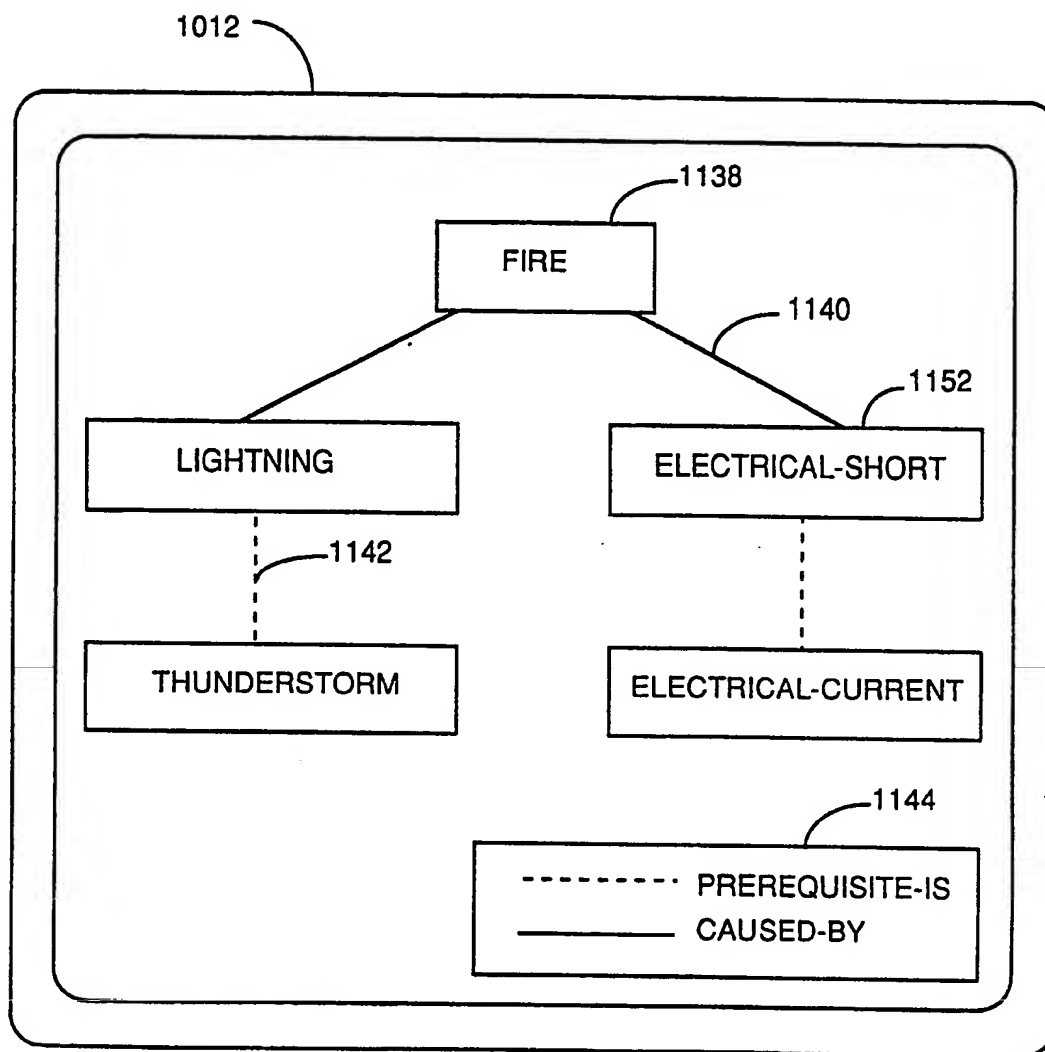 1012
1138
FIRE
1140
1152
LIGHTNING
ELECTRICAL-SHORT
1142
THUNDERSTORM
ELECTRICAL-CURRENT
1144
PREREQUISITE-IS
CAUSED-BY